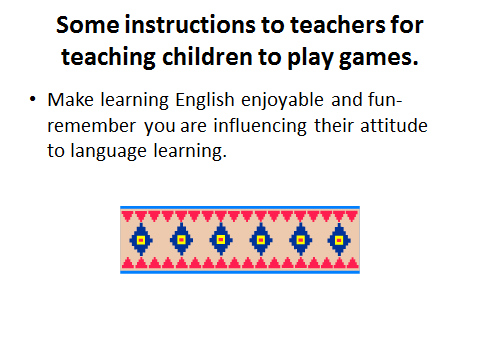 Some instructions to teachers for
teaching children to play games.
• Make learning English enjoyable and fun-
remember you are influencing their attitude
to language learning.